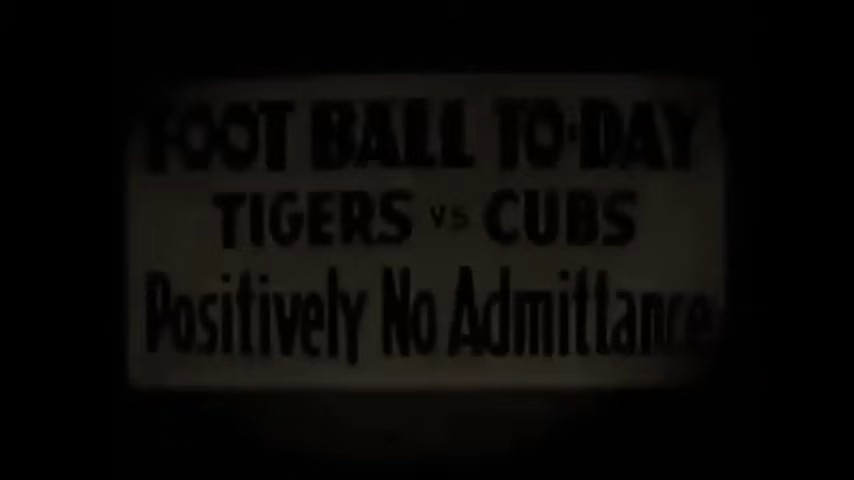 FOOT BALL TO-DAY
TIGERS VS CUBS
Positively No Admittance